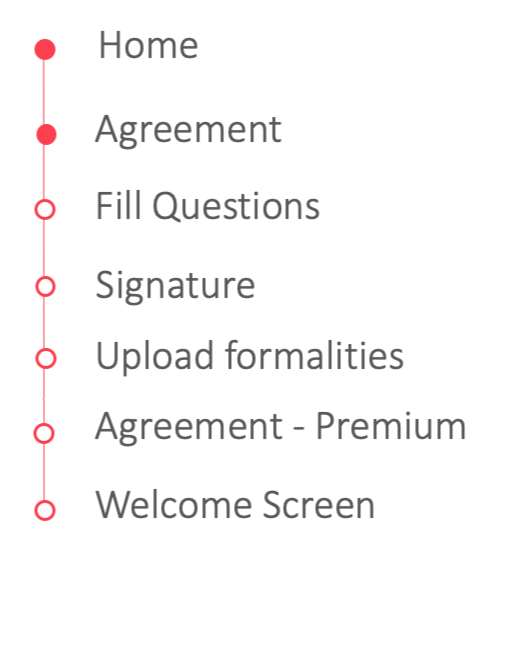 Home
Agreement
Fill Questions
Signature
Upload formalities
Agreement - Premium
Welcome Screen